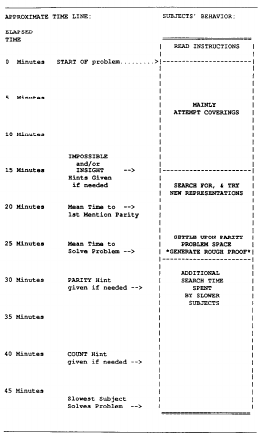 APPROXIMATE TIME LINE: SUBJECTS' BEHAVIOR:
ELAPSED
TIME
READ INSTRUCTIONS
0 Minutes START OF problem.........>
5 Minutes
MAINLY
ATTEMPT COVERINGS
10 Minutes
IMPOSSIBLE
and/or
15 Minutes INSIGHT -->
Hints Given
if needed
SEARCH FOR, & TRY
NEW REPRESENTATIONS
20 Minutes Mean Time to -->
1st Mention Parity
SETTLE UPON PARITY
25 Minutes Mean Time to PROBLEM SPACE
Solve Problem --> *GENERATE ROUGH PROOF*
ADDITIONAL
30 Minutes PARITY Hint SEARCH TIME
given if needed --> SPENT
BY SLOWER
SUBJECTS
35 Minutes
40 Minutes COUNT Hint
given if needed -->
45 Minutes
Slowest Subject
Solves Problem -->